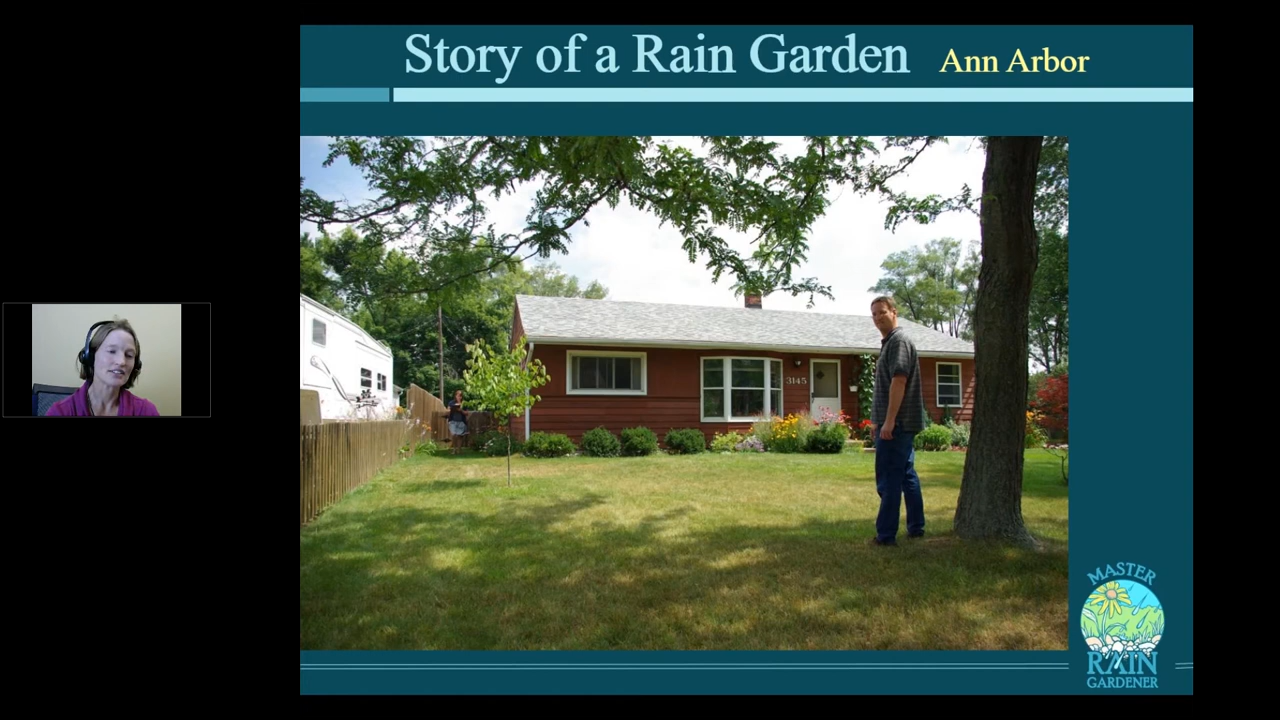 Story of a Rain Garden Ann Arbor
3145
MASTER
RAIN
GARDENER